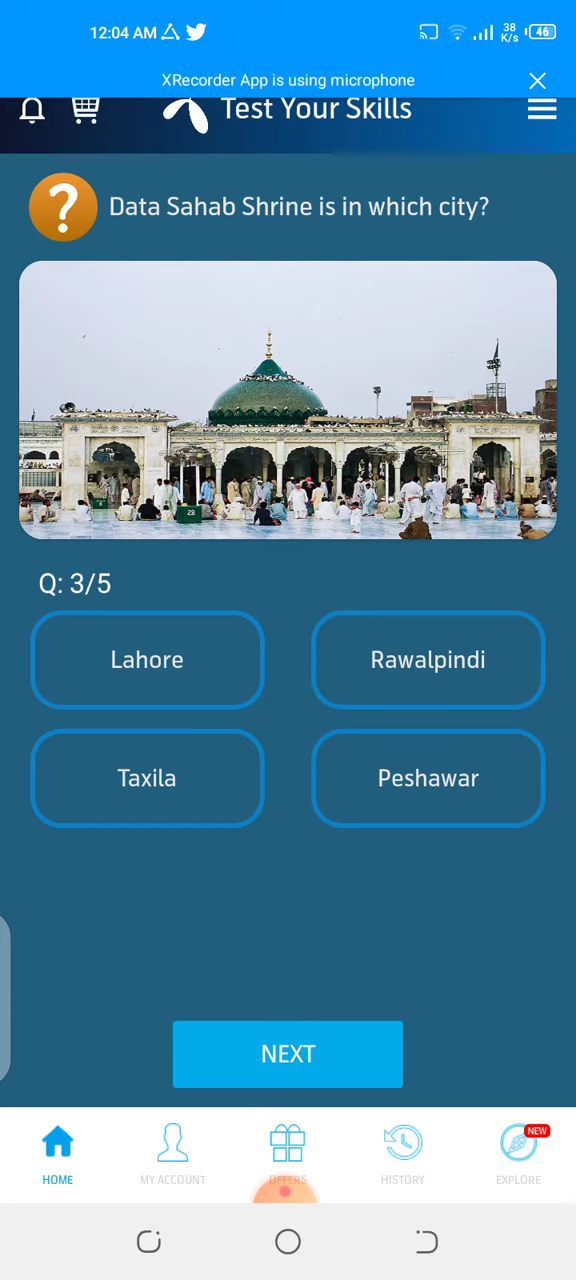 12:04 AM
38
K/s
46
XRecorder App is using microphone
Test Your Skills
?
Data Sahab Shrine is in which city?
28
Q: 3/5
Lahore
Rawalpindi
Taxila
Peshawar
NEXT
NEW
HOME
MY ACCOUNT
OFFERS
HISTORY
EXPLORE